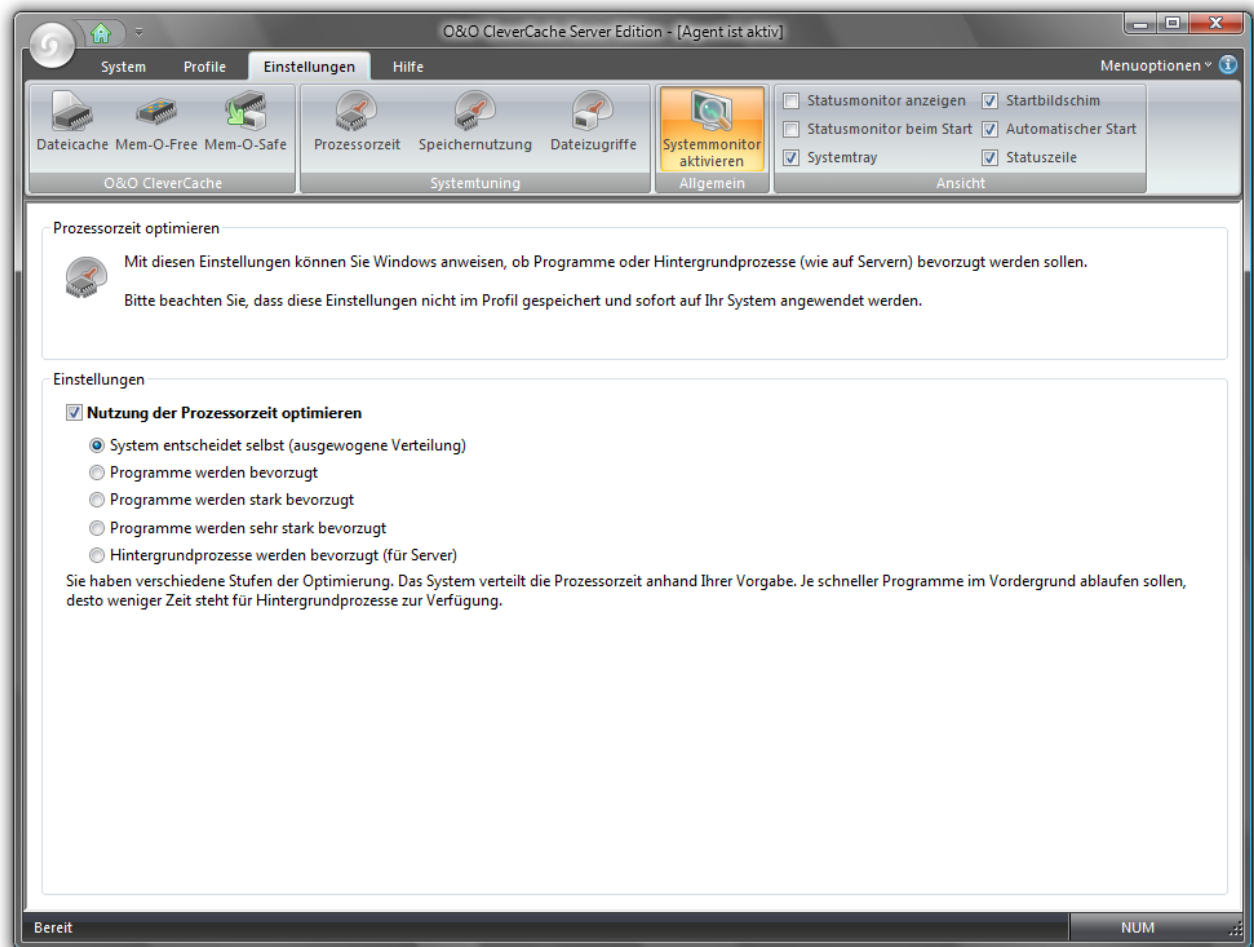 O&O CleverCache Server Edition - [Agent ist aktiv]
System Profile Einstellungen Hilfe Menuoptionen
Dateicache Mem-O-Free Mem-O-Safe
O&O CleverCache
Prozessorzeit Speichernutzung Dateizugriffe
Systemtuning
Systemmonitor
aktivieren
Allgemein
Statusmonitor anzeigen Startbildschim
Statusmonitor beim Start Automatischer Start
Systemtray Statuszeile
Ansicht
Prozessorzeit optimieren
Mit diesen Einstellungen können Sie Windows anweisen, ob Programme oder Hintergrundprozesse (wie auf Servern) bevorzugt werden sollen.
Bitte beachten Sie, dass diese Einstellungen nicht im Profil gespeichert und sofort auf Ihr System angewendet werden.
Einstellungen
Nutzung der Prozessorzeit optimieren
System entscheidet selbst (ausgewogene Verteilung)
Programme werden bevorzugt
Programme werden stark bevorzugt
Programme werden sehr stark bevorzugt
Hintergrundprozesse werden bevorzugt (für Server)
Sie haben verschiedene Stufen der Optimierung. Das System verteilt die Prozessorzeit anhand Ihrer Vorgabe. Je schneller Programme im Vordergrund ablaufen sollen,
desto weniger Zeit steht für Hintergrundprozesse zur Verfügung.
Bereit NUM